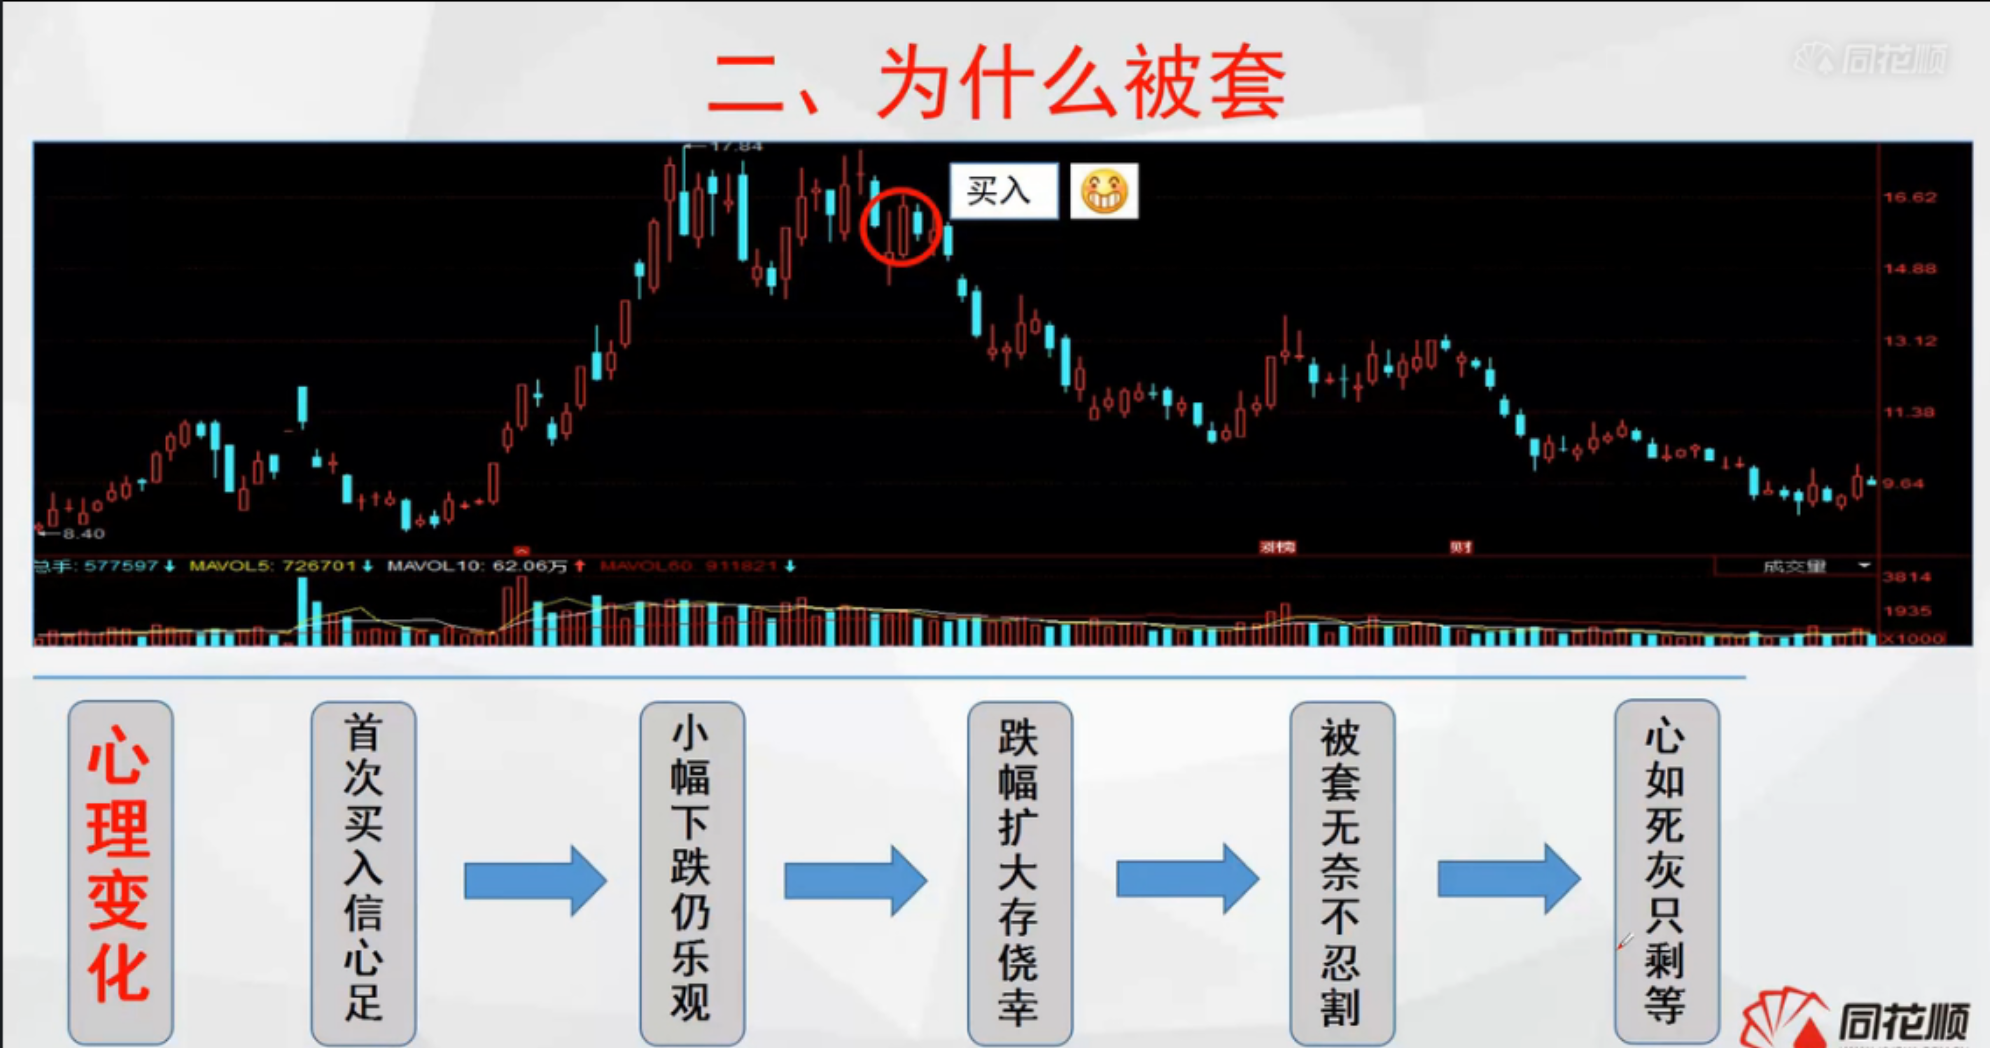 二、为什么被套
同花顺
17.84
买入
16.62
14.88
13.12
11.38
9.64
8.40
涨榜
财
总手: 577597 MAVOL5: 726701 MAVOL10: 62.06万 MAVOL60: 911821
成交量
3814
1935
X1000
心理变化
首次买入信心足
小幅下跌仍乐观
跌幅扩大存侥幸
被套无奈不忍割
心如死灰只剩等
同花顺